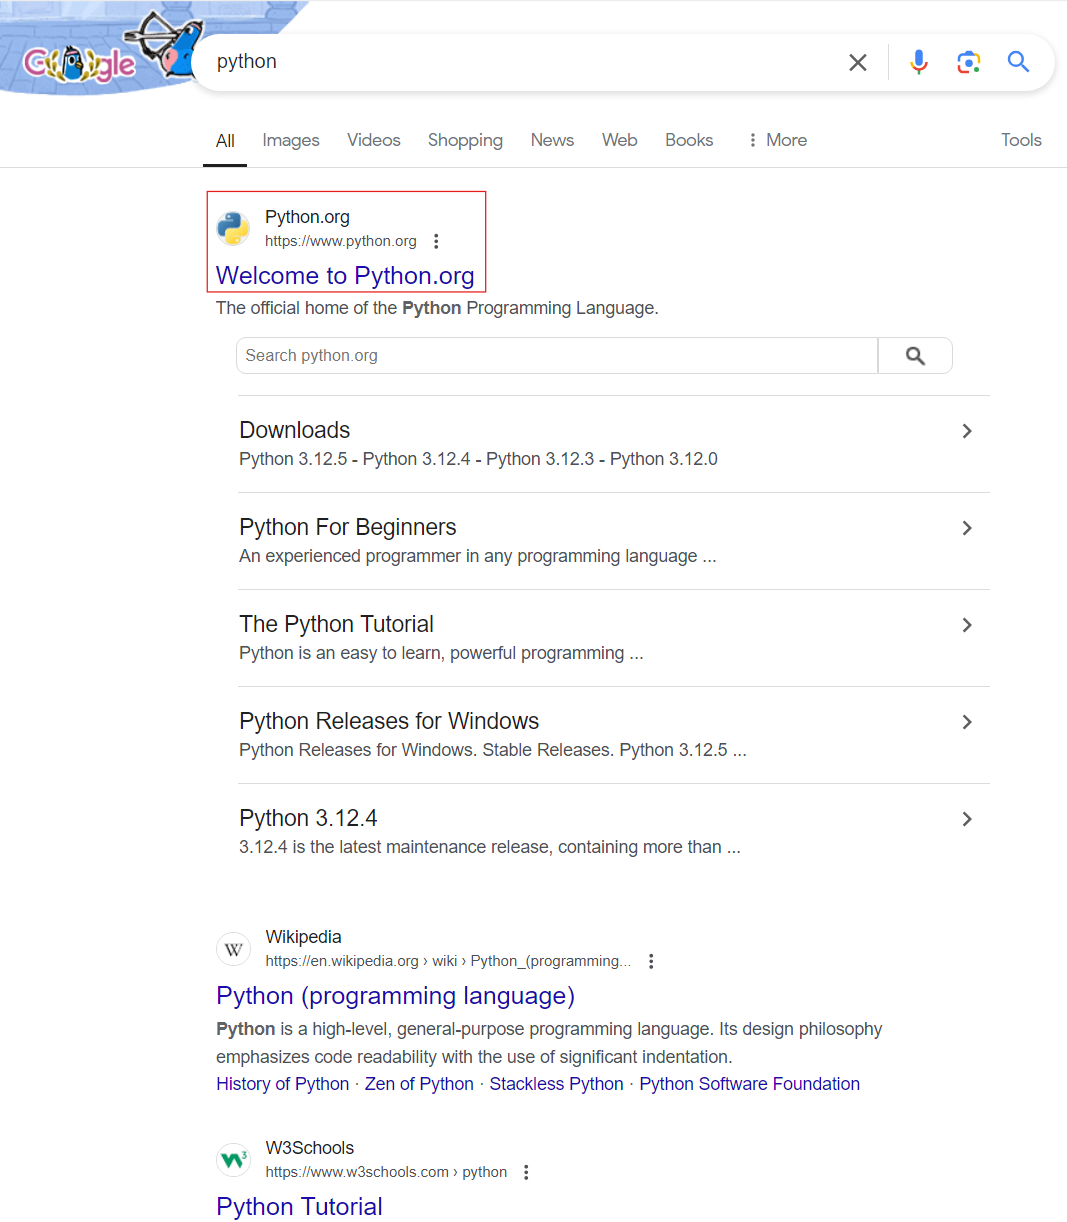 Google
python
All Images Videos Shopping News Web Books More Tools
Python.org
https://www.python.org
Welcome to Python.org
The official home of the Python Programming Language.
Search python.org
Downloads
Python 3.12.5 - Python 3.12.4 - Python 3.12.3 - Python 3.12.0
Python For Beginners
An experienced programmer in any programming language ...
The Python Tutorial
Python is an easy to learn, powerful programming ...
Python Releases for Windows
Python Releases for Windows. Stable Releases. Python 3.12.5 ...
Python 3.12.4
3.12.4 is the latest maintenance release, containing more than ...
W
Wikipedia
https://en.wikipedia.org › wiki › Python_(programming...
Python (programming language)
Python is a high-level, general-purpose programming language. Its design philosophy
emphasizes code readability with the use of significant indentation.
History of Python · Zen of Python · Stackless Python · Python Software Foundation
W3
W3Schools
https://www.w3schools.com › python
Python Tutorial